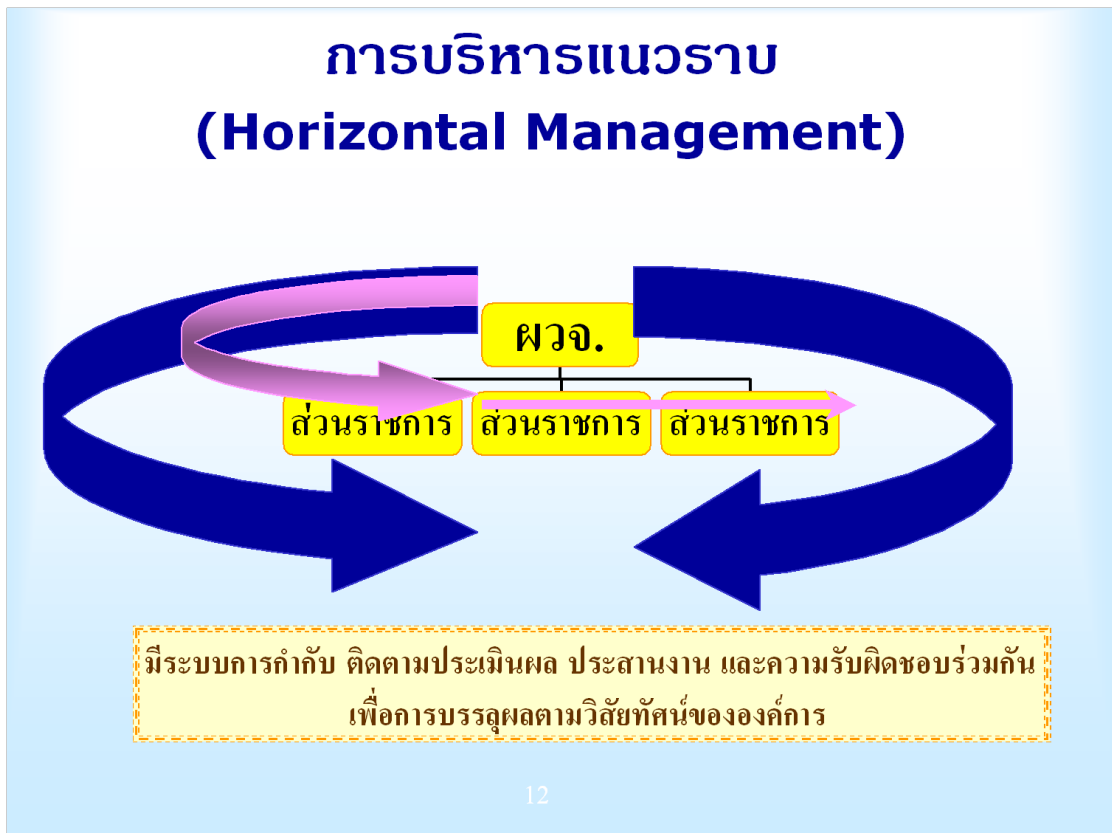 การบริหารแนวราบ
(Horizontal Management)
ผวจ.
ส่วนราชการ ส่วนราชการ ส่วนราชการ
มีระบบการกำกับ ติดตามประเมินผล ประสานงาน และความรับผิดชอบร่วมกัน
เพื่อการบรรลุผลตามวิสัยทัศน์ขององค์การ
12